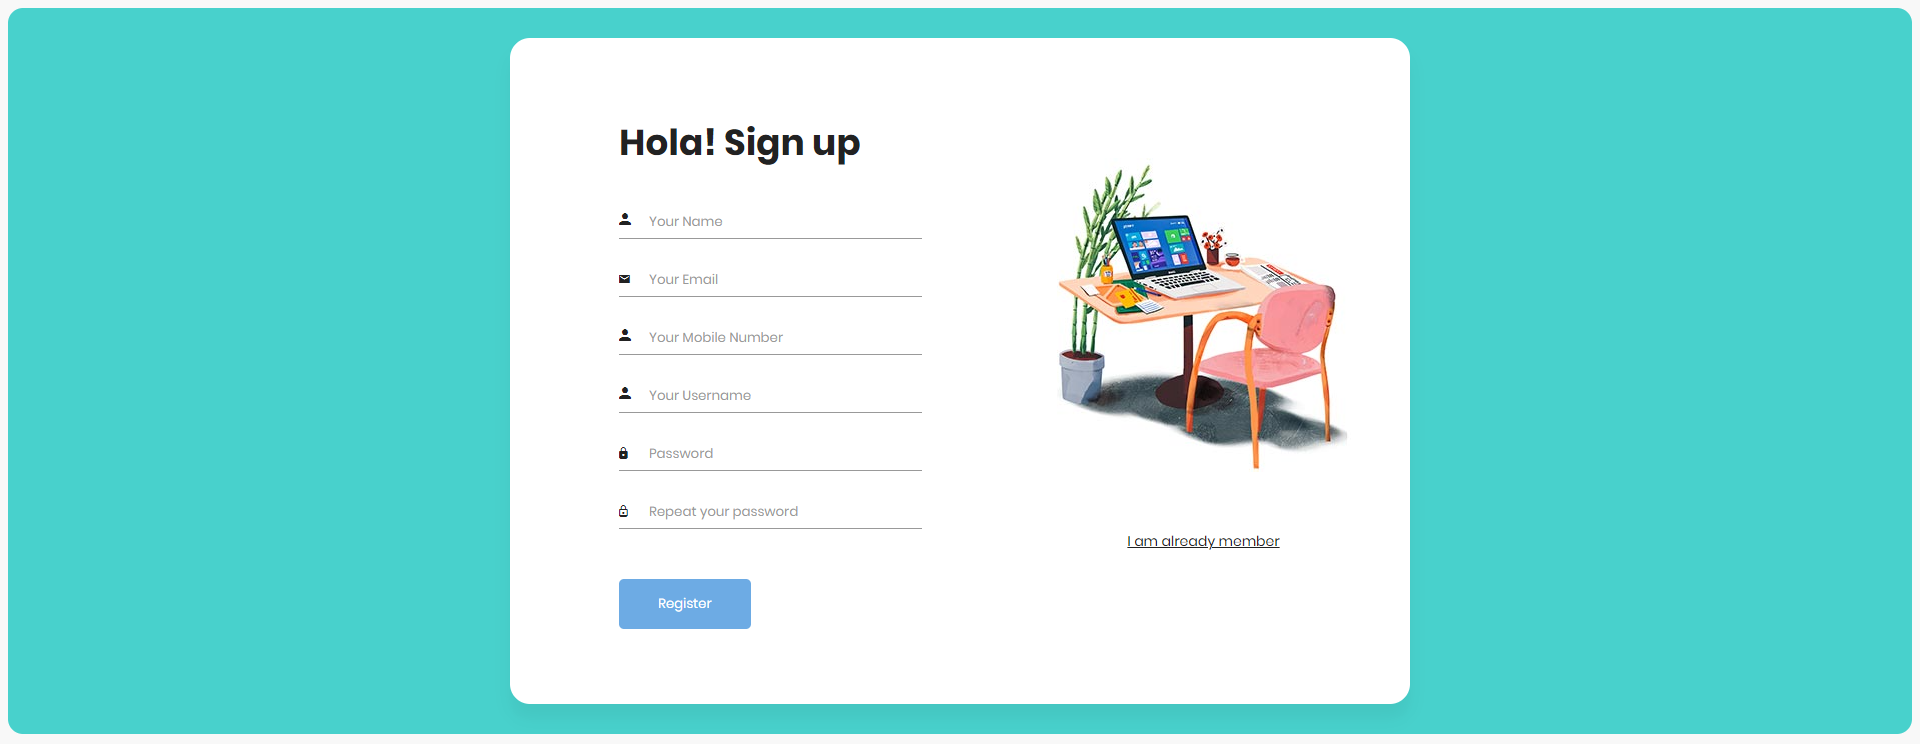 Hola! Sign up
Your Name
Your Email
Your Mobile Number
Your Username
Password
Repeat your password
I am already member
Register